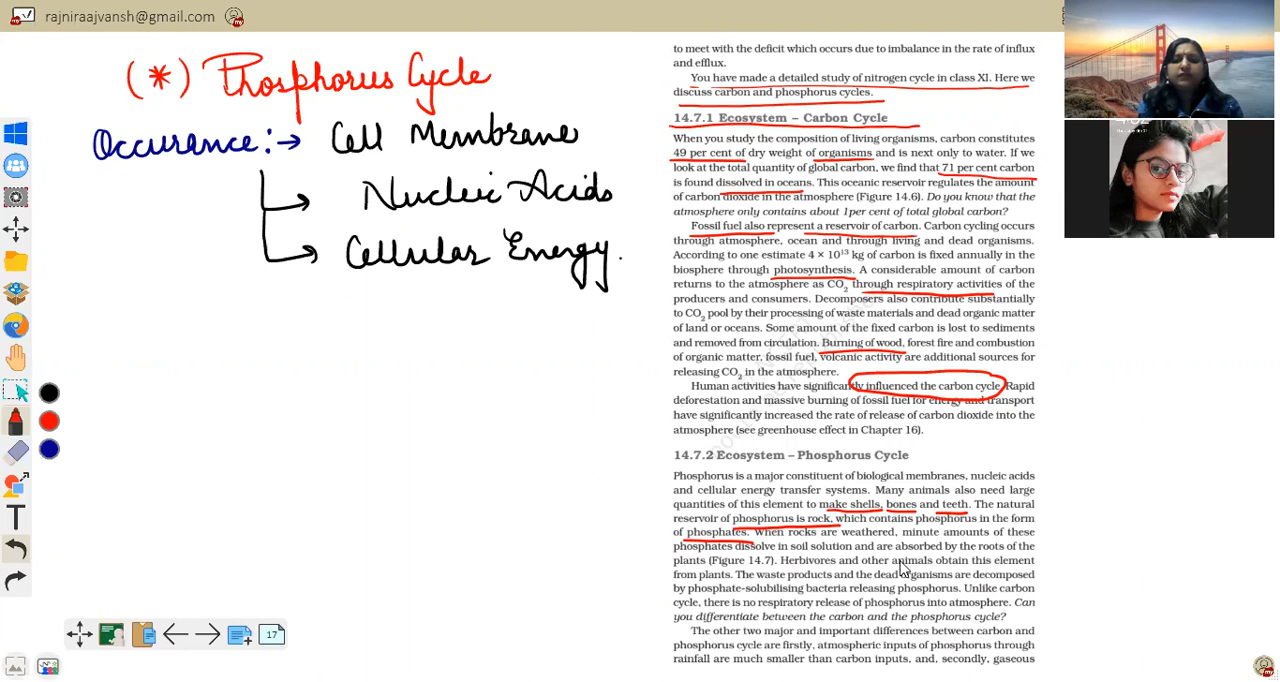 rajniraajvansh@gmail.com
(*) Phosphorus Cycle
Occurance :→ Cell Membrane
→ Nucleic Acids
→ Cellular Energy.
17
to meet with the deficit which occurs due to imbalance in the rate of influx
and efflux.
You have made a detailed study of nitrogen cycle in class XI. Here we
discuss carbon and phosphorus cycles.
14.7.1 Ecosystem – Carbon Cycle
When you study the composition of living organisms, carbon constitutes
49 per cent of dry weight of organisms and is next only to water. If we
look at the total quantity of global carbon, we find that 71 per cent carbon
is found dissolved in oceans. This oceanic reservoir regulates the amount
of carbon dioxide in the atmosphere (Figure 14.6). Do you know that the
atmosphere only contains about 1per cent of total global carbon?
Fossil fuel also represent a reservoir of carbon. Carbon cycling occurs
through atmosphere, ocean and through living and dead organisms.
According to one estimate 4 × 10¹³ kg of carbon is fixed annually in the
biosphere through photosynthesis. A considerable amount of carbon
returns to the atmosphere as CO₂ through respiratory activities of the
producers and consumers. Decomposers also contribute substantially
to CO₂ pool by their processing of waste materials and dead organic matter
of land or oceans. Some amount of the fixed carbon is lost to sediments
and removed from circulation. Burning of wood, forest fire and combustion
of organic matter, fossil fuel, volcanic activity are additional sources for
releasing CO₂ in the atmosphere.
Human activities have significantly influenced the carbon cycle. Rapid
deforestation and massive burning of fossil fuel for energy and transport
have significantly increased the rate of release of carbon dioxide into the
atmosphere (see greenhouse effect in Chapter 16).
14.7.2 Ecosystem – Phosphorus Cycle
Phosphorus is a major constituent of biological membranes, nucleic acids
and cellular energy transfer systems. Many animals also need large
quantities of this element to make shells, bones and teeth. The natural
reservoir of phosphorus is rock, which contains phosphorus in the form
of phosphates. When rocks are weathered, minute amounts of these
phosphates dissolve in soil solution and are absorbed by the roots of the
plants (Figure 14.7). Herbivores and other animals obtain this element
from plants. The waste products and the dead organisms are decomposed
by phosphate-solubilising bacteria releasing phosphorus. Unlike carbon
cycle, there is no respiratory release of phosphorus into atmosphere. Can
you differentiate between the carbon and the phosphorus cycle?
The other two major and important differences between carbon and
phosphorus cycle are firstly, atmospheric inputs of phosphorus through
rainfall are much smaller than carbon inputs, and, secondly, gaseous